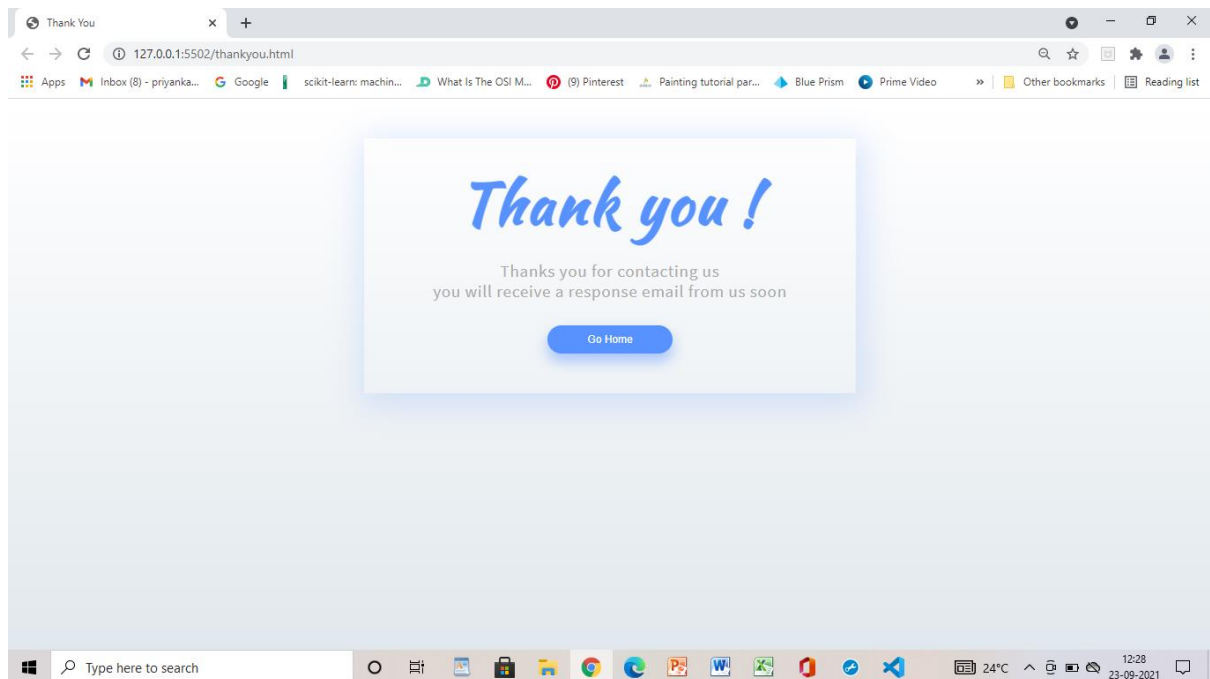 Thank You
127.0.0.1:5502/thankyou.html
Apps
Inbox (8) - priyanka...
Google
scikit-learn: machin...
What Is The OSI M...
(9) Pinterest
Painting tutorial par...
Blue Prism
Prime Video
»
Other bookmarks
Reading list
Thank you !
Thanks you for contacting us
you will receive a response email from us soon
Go Home
Type here to search
24°C
12:28
23-09-2021